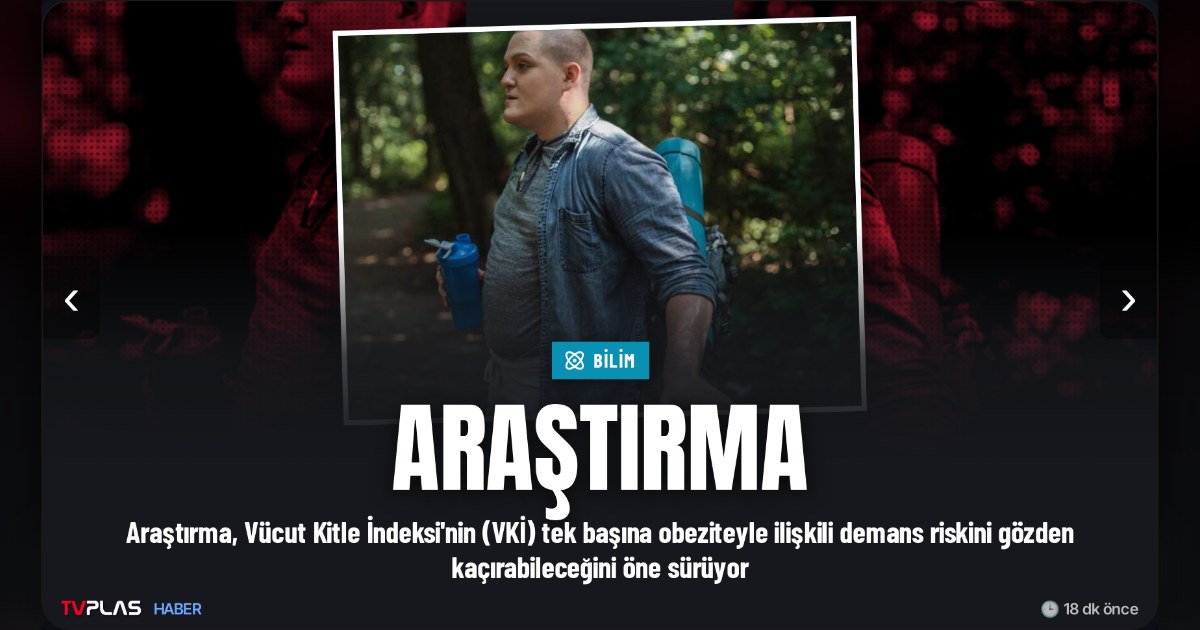 BİLİM
ARAŞTIRMA
Araştırma, Vücut Kitle İndeksi'nin (VKİ) tek başına obeziteyle ilişkili demans riskini gözden
kaçırabileceğini öne sürüyor
TVPLAS HABER
18 dk önce